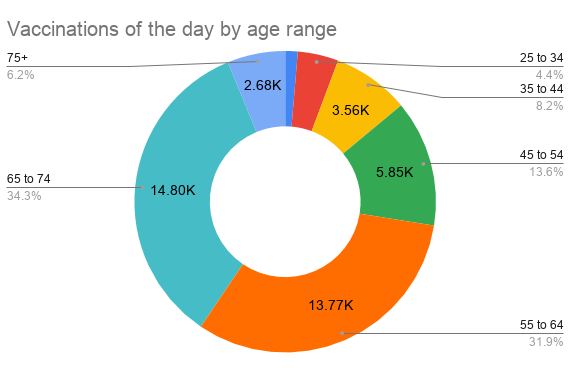 Vaccinations of the day by age range
75+
6.2%
25 to 34
4.4%
35 to 44
8.2%
2.68K
3.56K
45 to 54
13.6%
5.85K
65 to 74
34.3%
14.80K
13.77K
55 to 64
31.9%